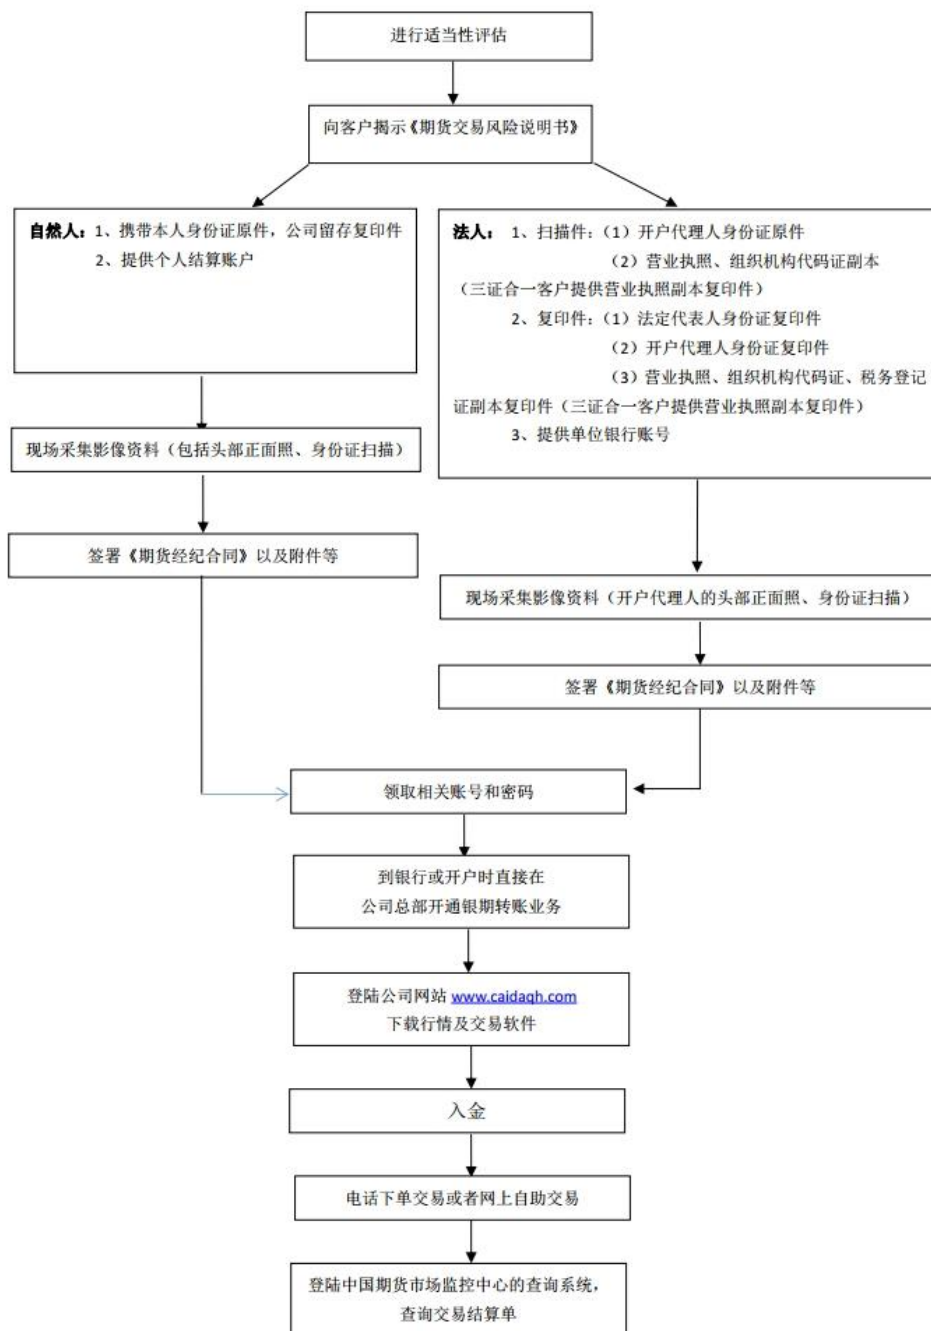 进行适当性评估
向客户揭示《期货交易风险说明书》
自然人：1、携带本人身份证原件，公司留存复印件
2、提供个人结算账户
法人： 1、扫描件：（1）开户代理人身份证原件
（2）营业执照、组织机构代码证副本
（三证合一客户提供营业执照副本复印件）
2、复印件：（1）法定代表人身份证复印件
（2）开户代理人身份证复印件
（3）营业执照、组织机构代码证、税务登记
证副本复印件（三证合一客户提供营业执照副本复印件）
3、提供单位银行账号
现场采集影像资料（包括头部正面照、身份证扫描）
签署《期货经纪合同》以及附件等
现场采集影像资料（开户代理人的头部正面照、身份证扫描）
签署《期货经纪合同》以及附件等
领取相关账号和密码
到银行或开户时直接在
公司总部开通银期转账业务
登陆公司网站 www.caidaqh.com
下载行情及交易软件
入金
电话下单交易或者网上自助交易
登陆中国期货市场监控中心的查询系统，
查询交易结算单